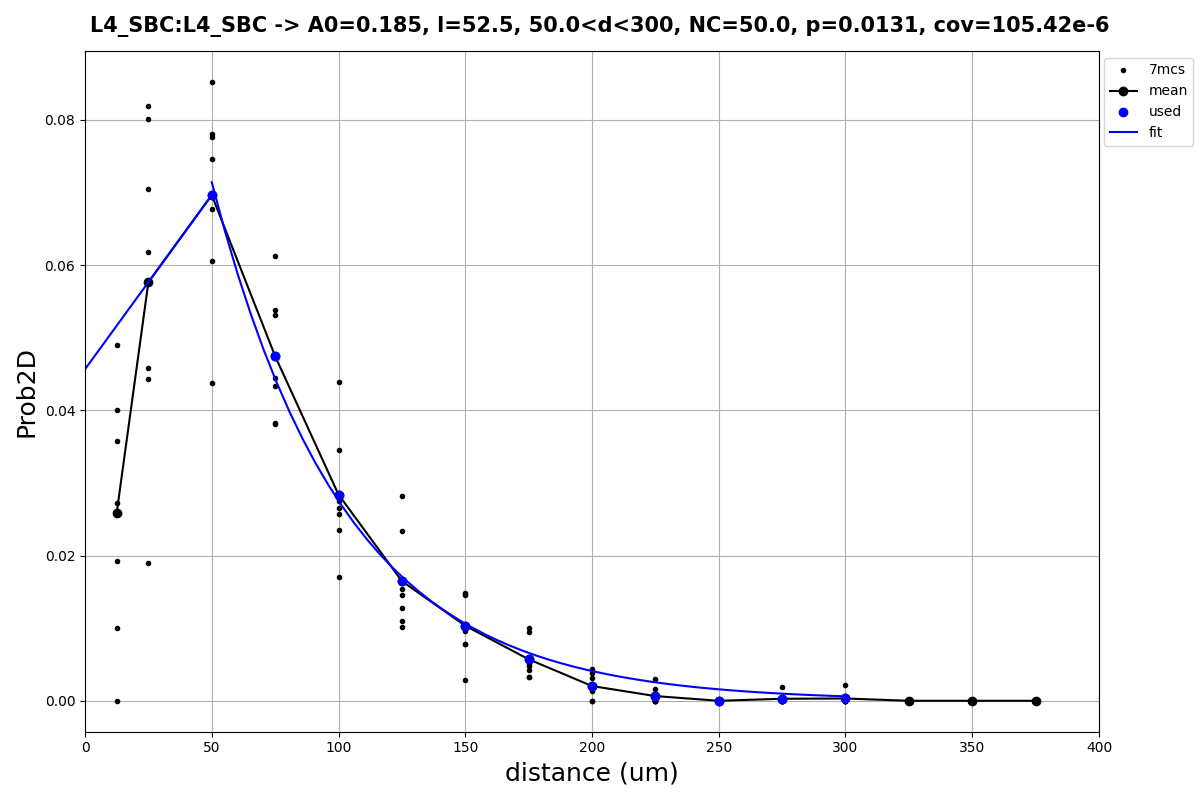 L4_SBC:L4_SBC -> A0=0.185, l=52.5, 50.0<d<300, NC=50.0, p=0.0131, cov=105.42e-6
7mcs
mean
used
fit
0.08
0.06
0.04
0.02
0.00
Prob2D
0 50 100 150 200 250 300 350 400
distance (um)